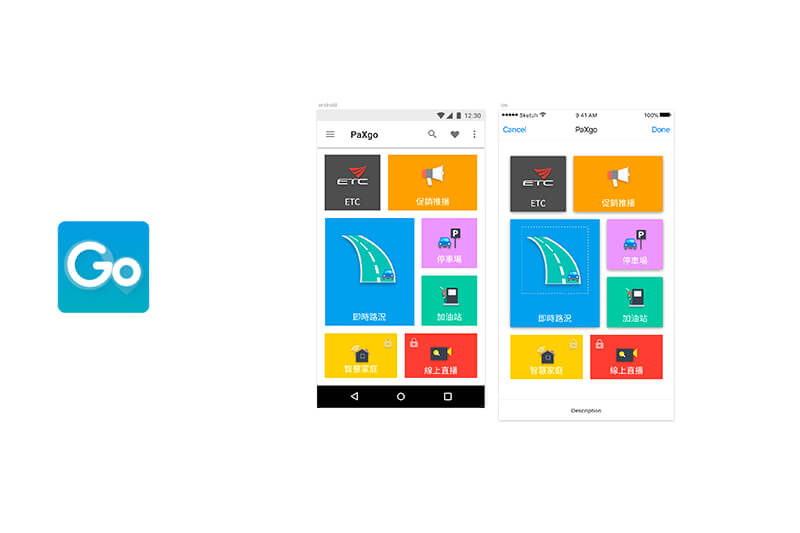 Go
android
12:30
PaXgo
ETC
ETC
促銷推播
即時路況
P
停車場
加油站
智慧家庭
線上直播
ios
Sketch
9:41 AM
100%
Cancel
PaXgo
Done
ETC
ETC
促銷推播
即時路況
P
停車場
加油站
智慧家庭
線上直播
Description